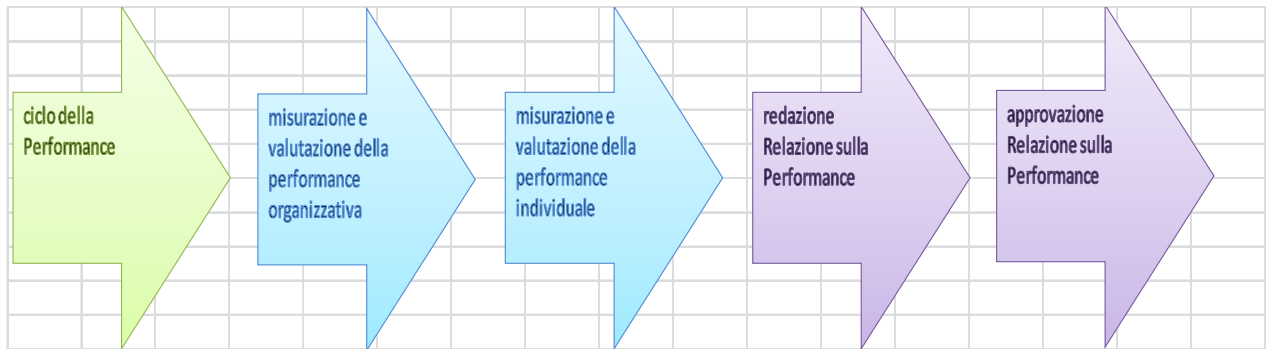 ciclo della
Performance
misurazione e
valutazione della
performance
organizzativa
misurazione e
valutazione della
performance
individuale
redazione
Relazione sulla
Performance
approvazione
Relazione sulla
Performance